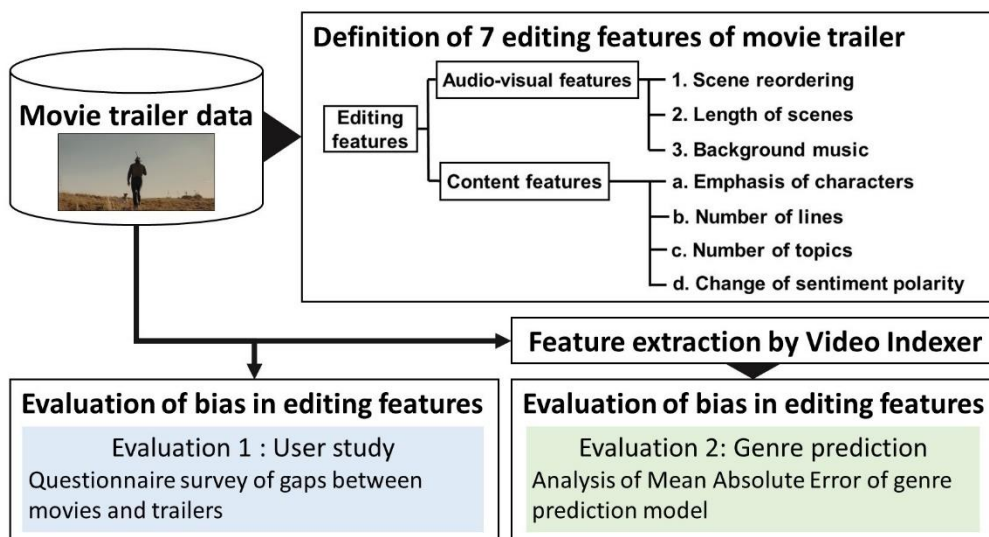 Movie trailer data
Definition of 7 editing features of movie trailer
Editing
features
Audio-visual features
1. Scene reordering
2. Length of scenes
3. Background music
Content features
a. Emphasis of characters
b. Number of lines
c. Number of topics
d. Change of sentiment polarity
Feature extraction by Video Indexer
Evaluation of bias in editing features
Evaluation 1 : User study
Questionnaire survey of gaps between
movies and trailers
Evaluation of bias in editing features
Evaluation 2: Genre prediction
Analysis of Mean Absolute Error of genre
prediction model